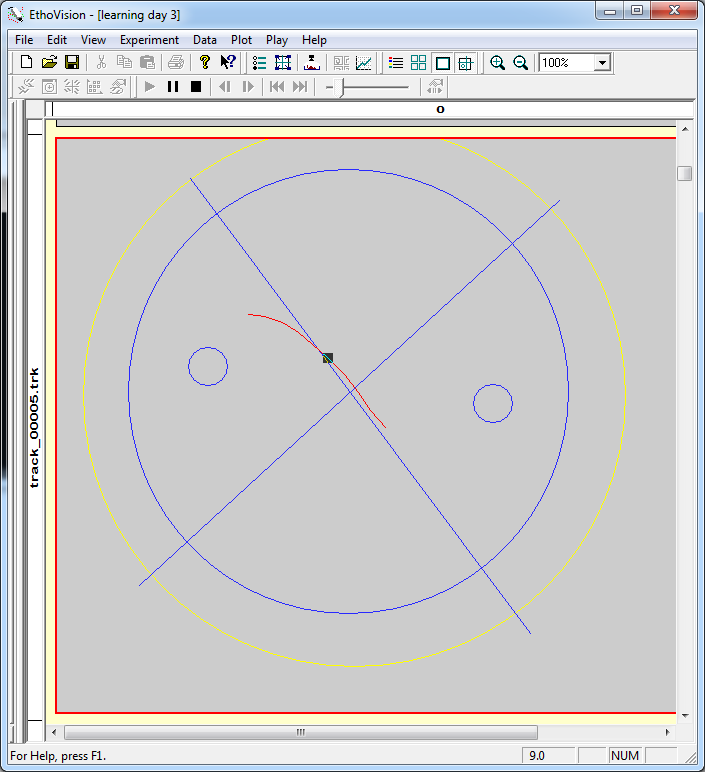 EthoVision - [learning day 3]
File Edit View Experiment Data Plot Play Help
100%
o
track_00005.trk
For Help, press F1.
9.0
NUM